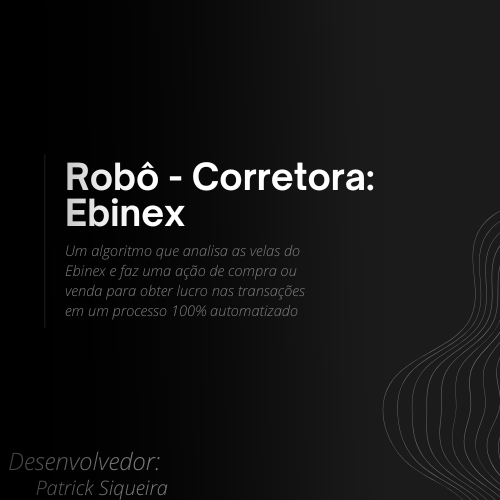 Robô - Corretora:
Ebinex
Um algoritmo que analisa as velas do
Ebinex e faz uma ação de compra ou
venda para obter lucro nas transações
em um processo 100% automatizado
Desenvolvedor:
Patrick Siqueira